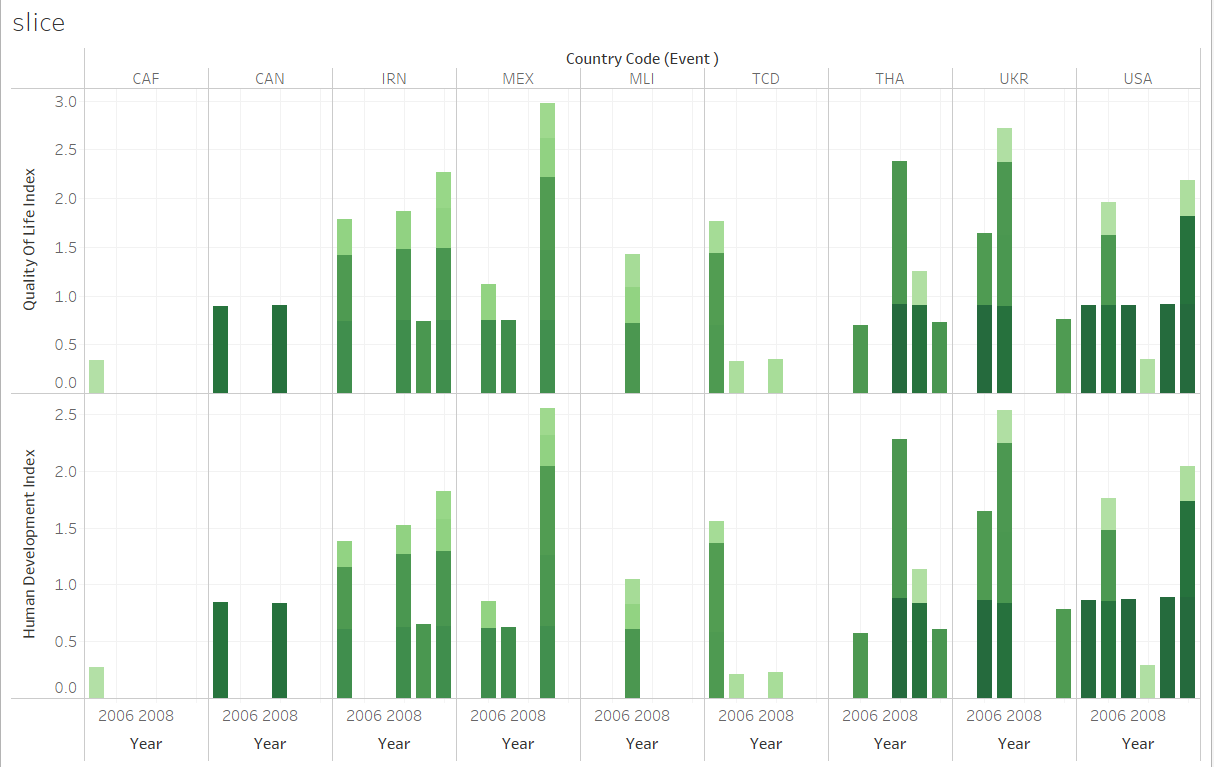 slice
Country Code (Event )
CAF CAN IRN MEX MLI TCD THA UKR USA
Quality Of Life Index
3.0
2.5
2.0
1.5
1.0
0.5
0.0
Human Development Index
2.5
2.0
1.5
1.0
0.5
0.0
2006 2008 2006 2008 2006 2008 2006 2008 2006 2008 2006 2008 2006 2008 2006 2008 2006 2008
Year Year Year Year Year Year Year Year Year